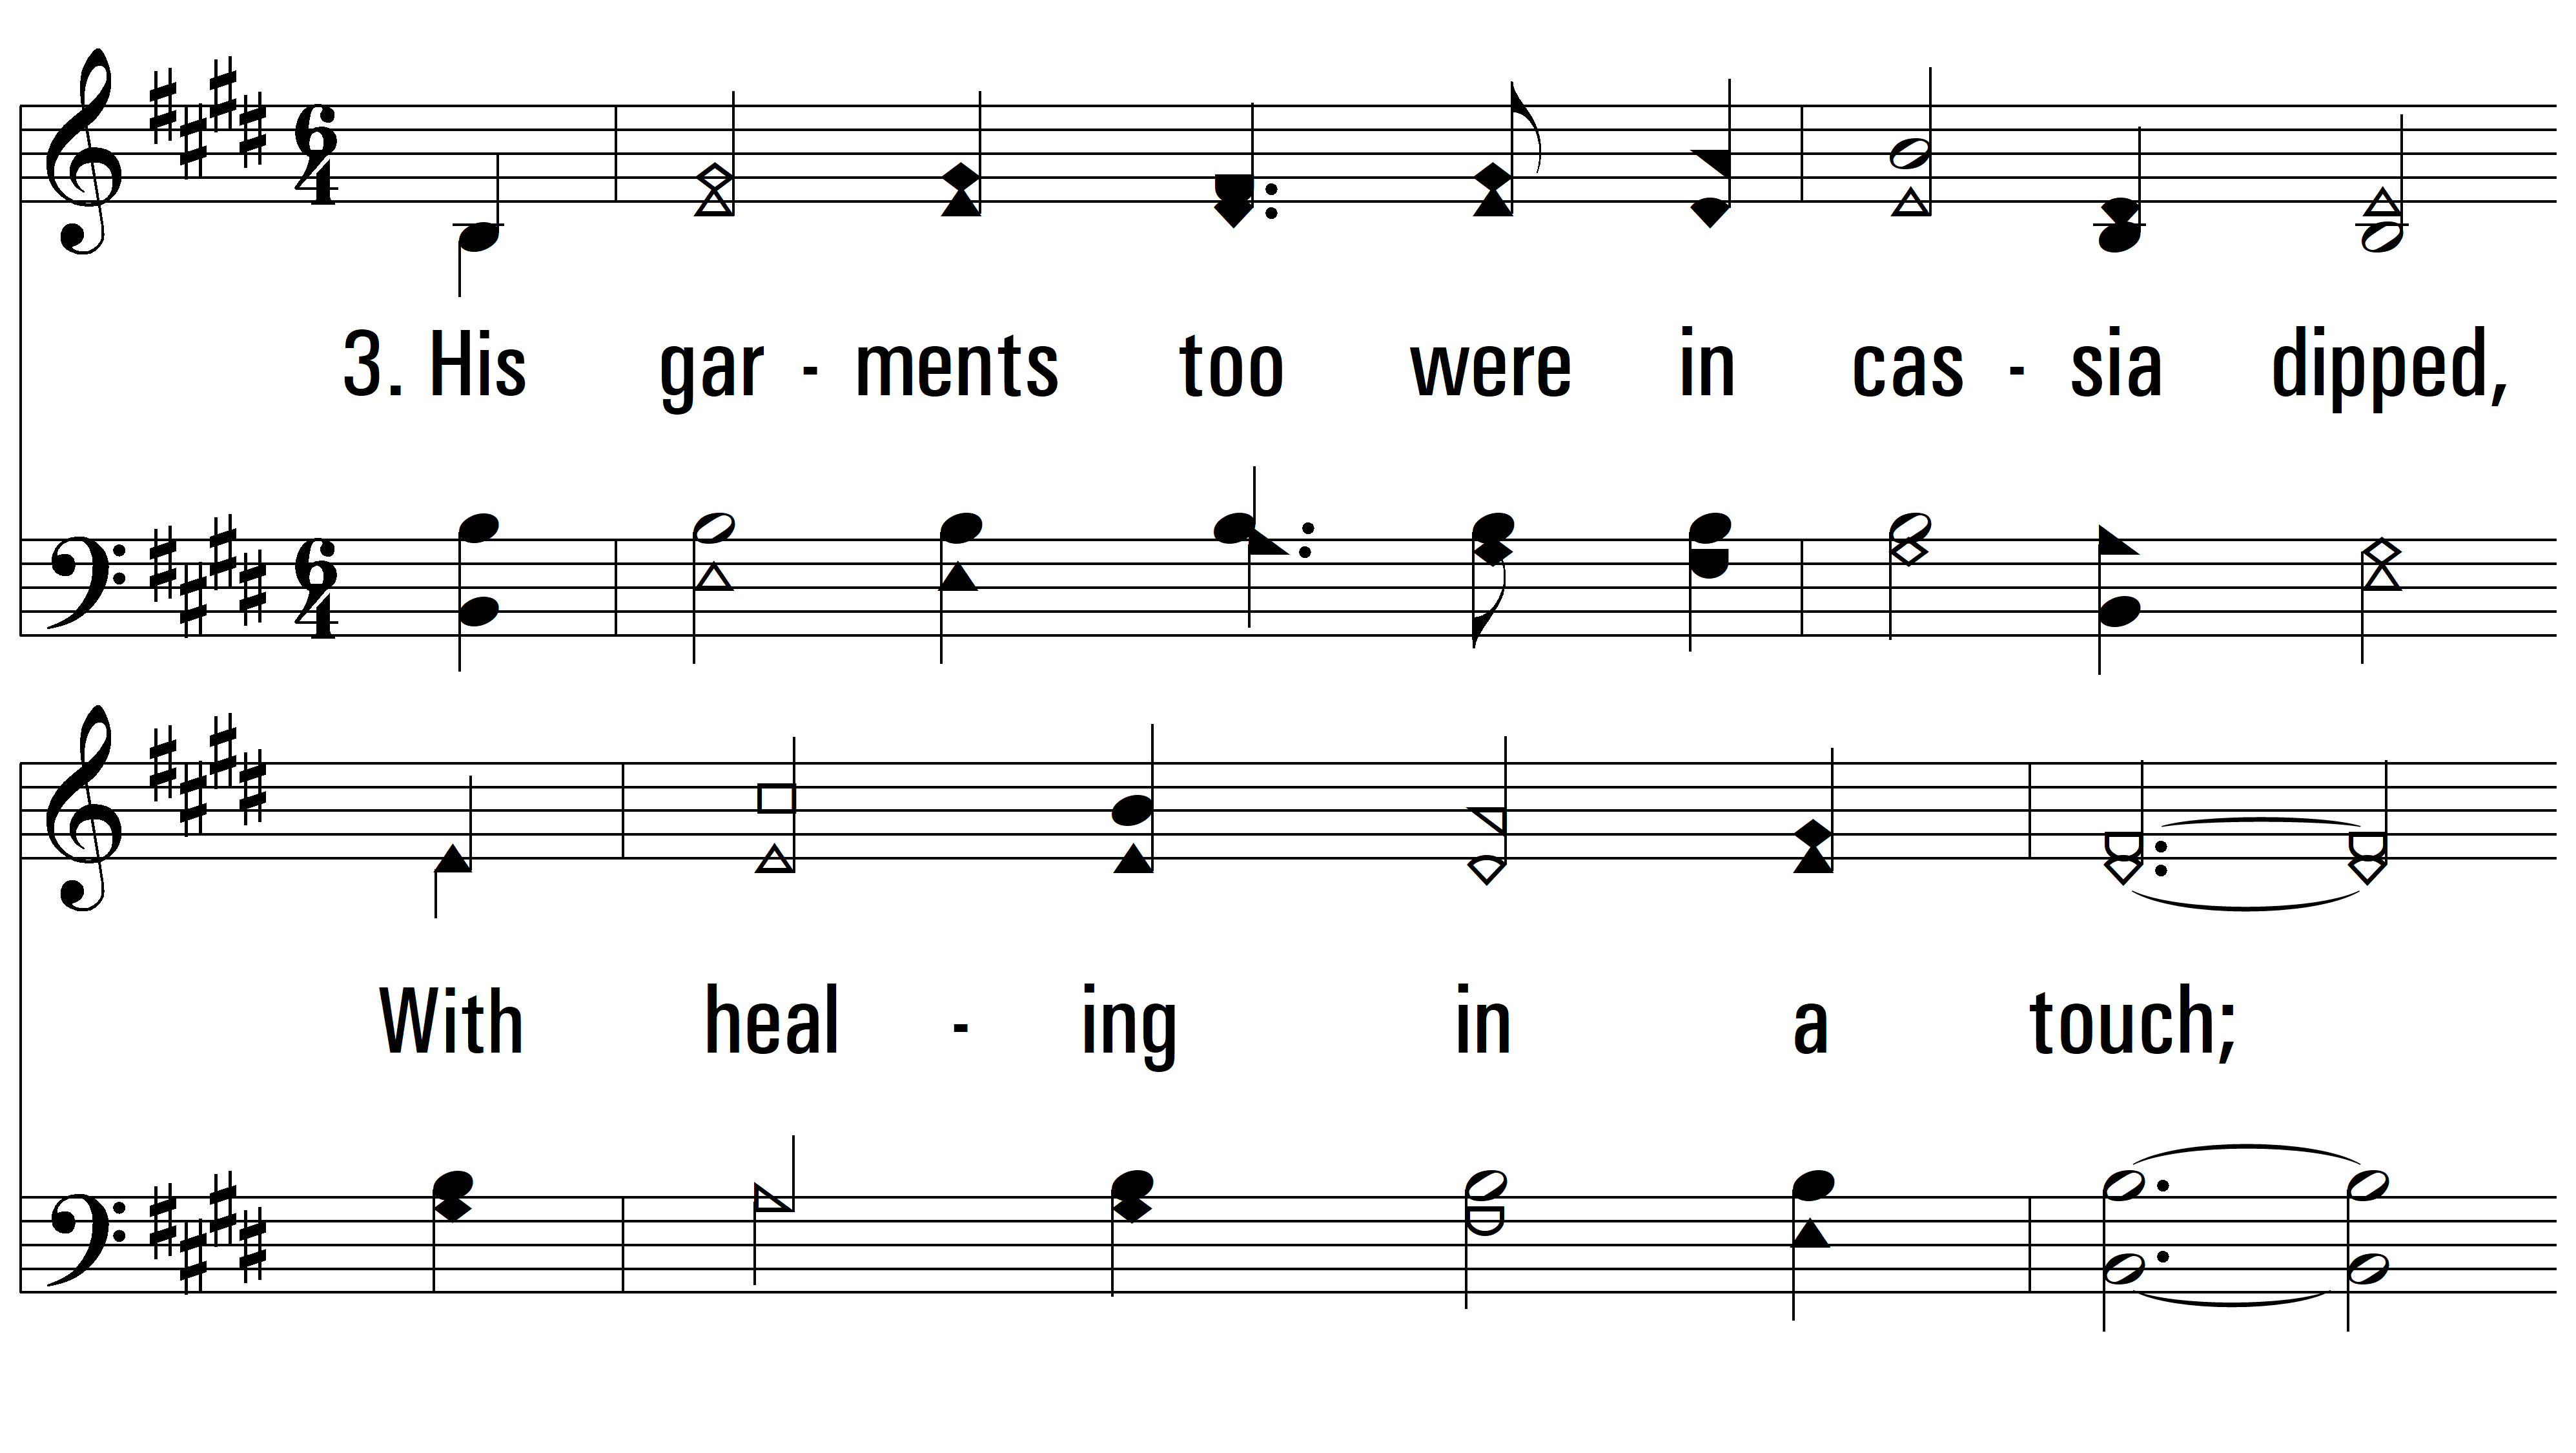 3. His gar - ments too were in cas - sia dipped,
With heal - ing in a touch;